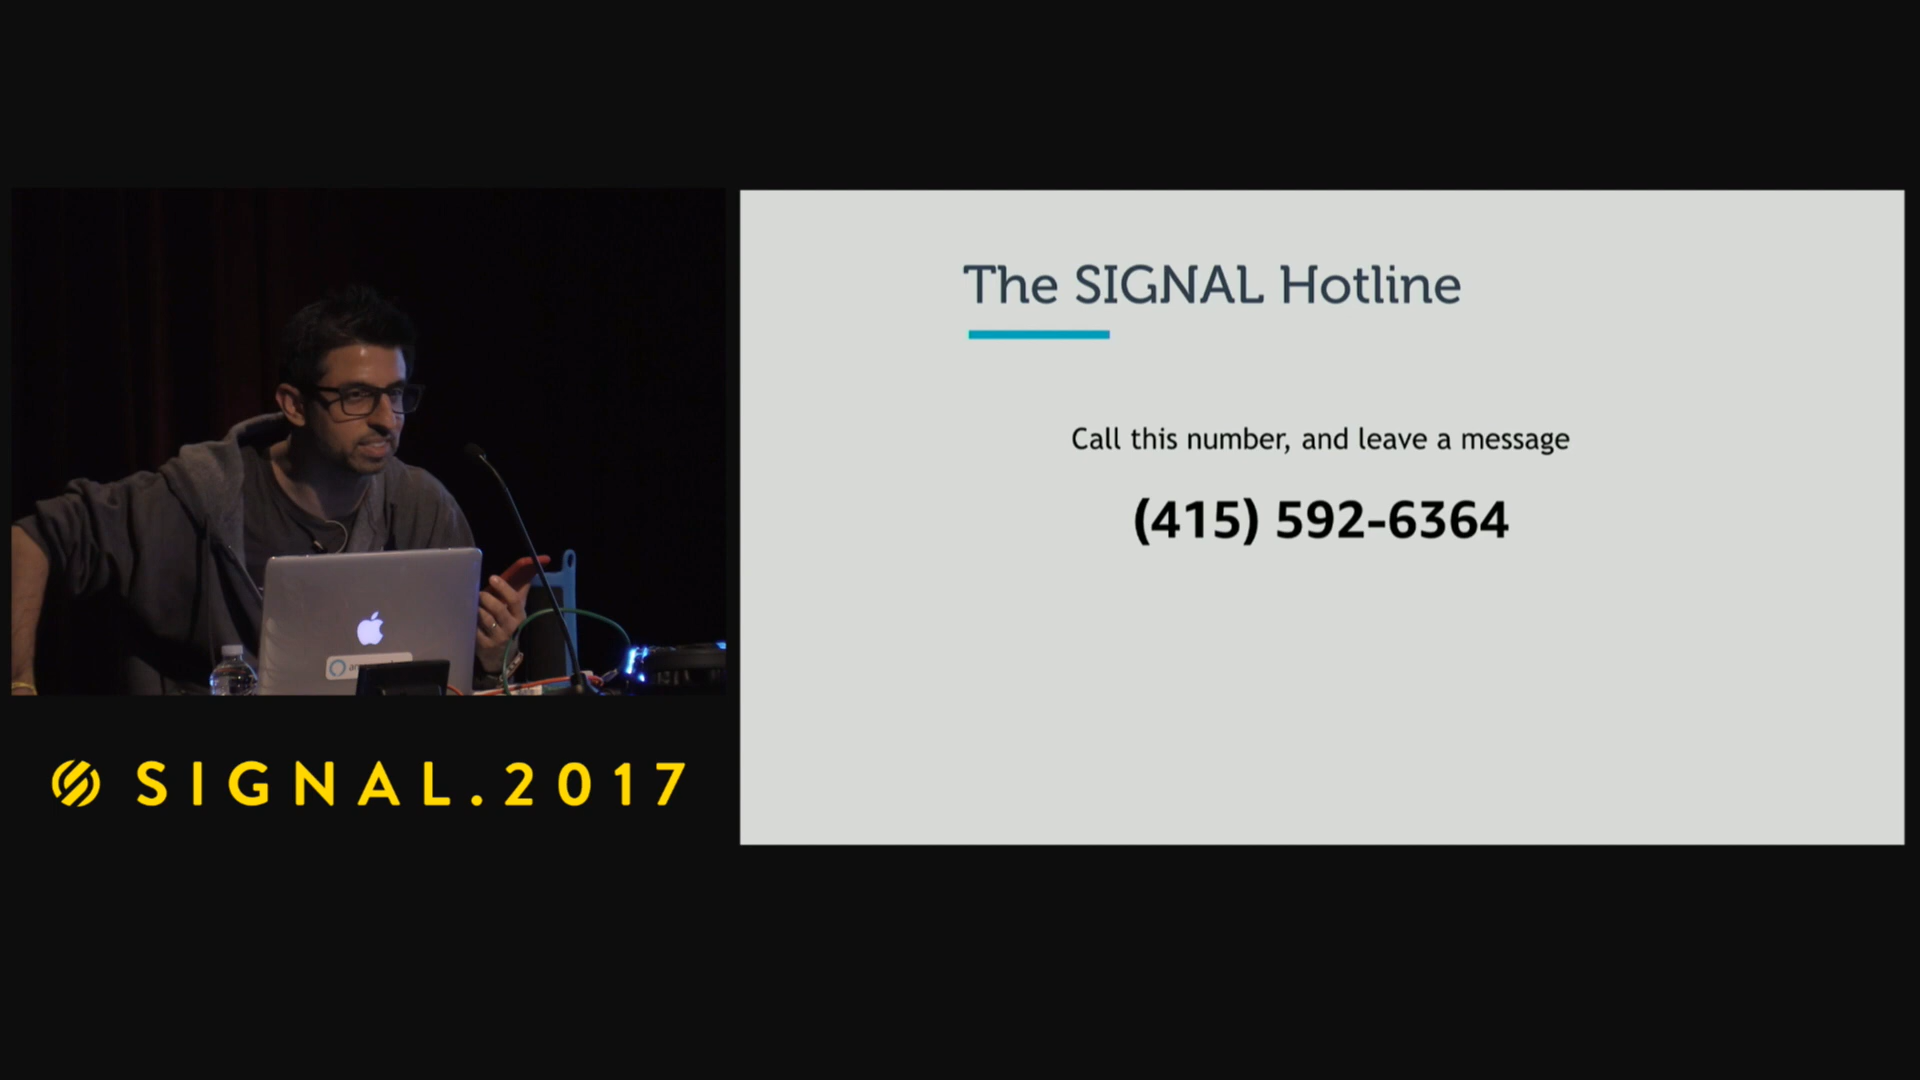 The SIGNAL Hotline
Call this number, and leave a message
(415) 592-6364
SIGNAL.2017